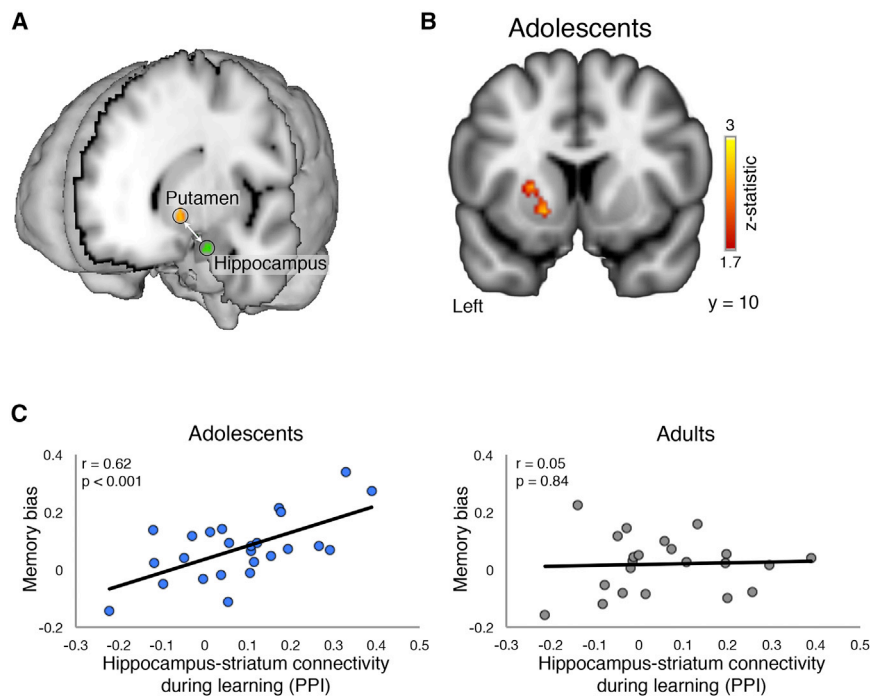 A
Putamen
Hippocampus
B
Adolescents
3
z-statistic
1.7
Left
y = 10
C
Adolescents
r = 0.62
p < 0.001
Memory bias
0.4
0.2
0
-0.2
-0.3
-0.2
-0.1
0
0.1
0.2
0.3
0.4
0.5
Hippocampus-striatum connectivity
during learning (PPI)
Adults
r = 0.05
p = 0.84
Memory bias
0.4
0.2
0
-0.2
-0.3
-0.2
-0.1
0
0.1
0.2
0.3
0.4
0.5
Hippocampus-striatum connectivity
during learning (PPI)